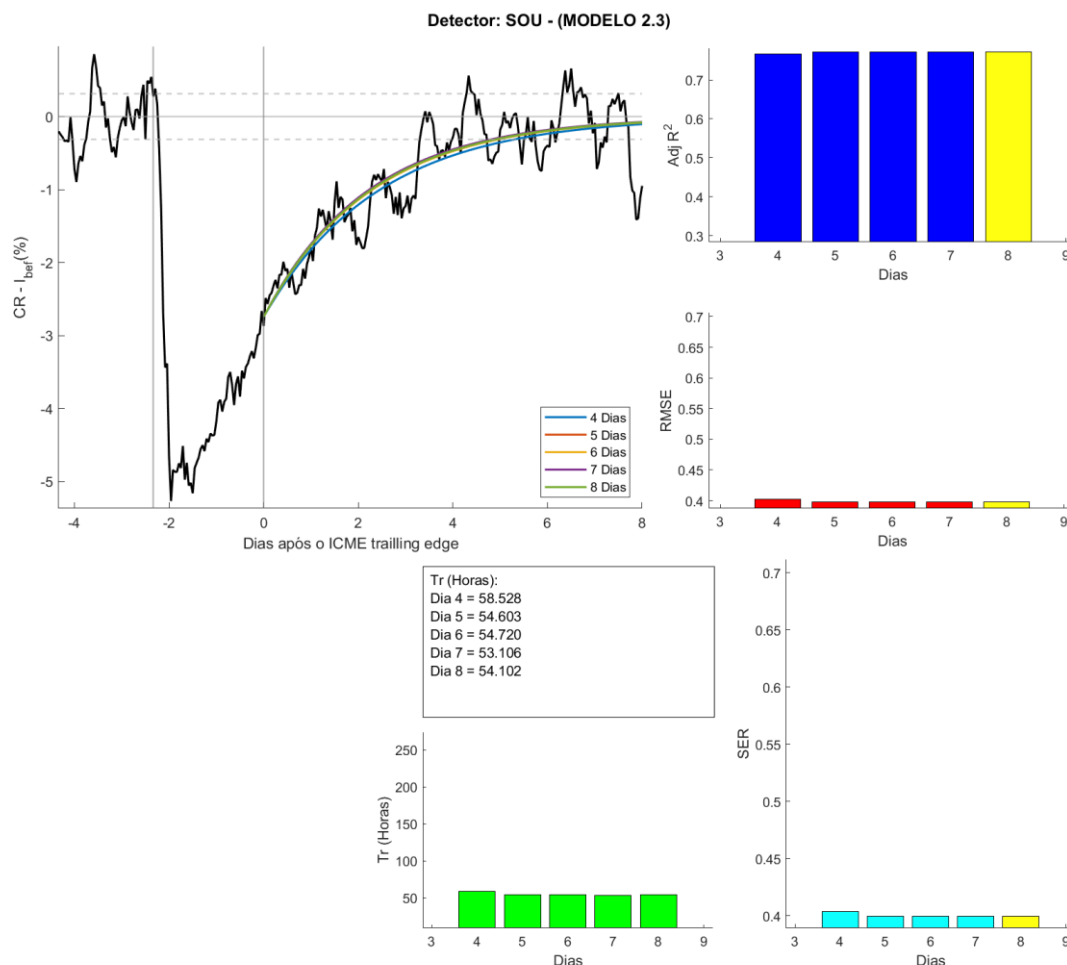 Detector: SOU - (MODELO 2.3)
CR - I_bef(%)
0
-1
-2
-3
-4
-5
-4
-2
0
2
4
6
8
Dias após o ICME trailling edge
4 Dias
5 Dias
6 Dias
7 Dias
8 Dias
Adj R²
0.7
0.6
0.5
0.4
0.3
3
4
5
6
7
8
9
Dias
RMSE
0.7
0.65
0.6
0.55
0.5
0.45
0.4
3
4
5
6
7
8
9
Dias
Tr (Horas):
Dia 4 = 58.528
Dia 5 = 54.603
Dia 6 = 54.720
Dia 7 = 53.106
Dia 8 = 54.102
Tr (Horas)
250
200
150
100
50
3
4
5
6
7
8
9
Dias
SER
0.7
0.65
0.6
0.55
0.5
0.45
0.4
3
4
5
6
7
8
9
Dias